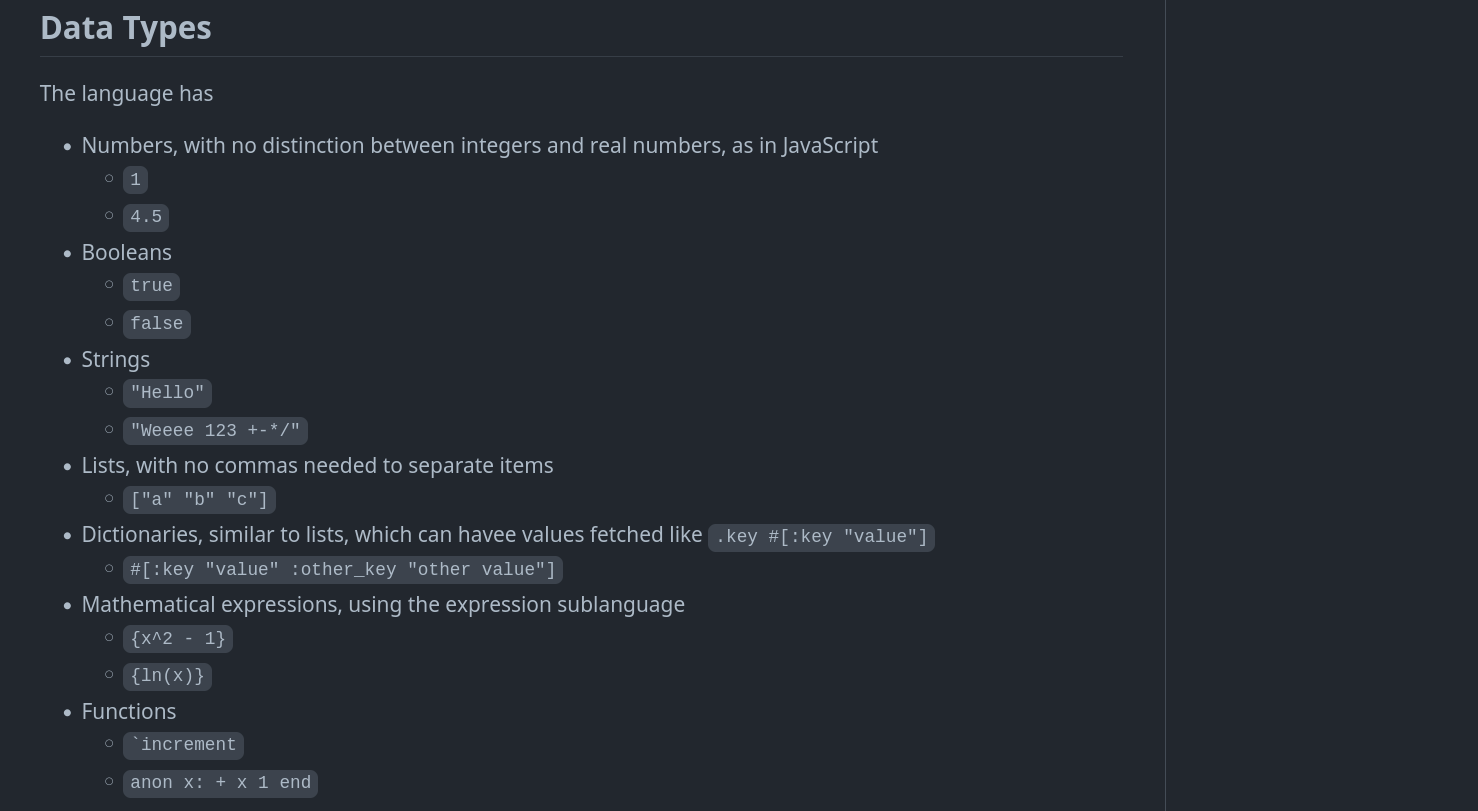 Data Types
The language has
Numbers, with no distinction between integers and real numbers, as in JavaScript
1
4.5
Booleans
true
false
Strings
"Hello"
"Weeee 123 +-*/"
Lists, with no commas needed to separate items
["a" "b" "c"]
Dictionaries, similar to lists, which can havee values fetched like .key #[:key "value"]
#[:key "value" :other_key "other value"]
Mathematical expressions, using the expression sublanguage
{x^2 - 1}
{ln(x)}
Functions
`increment
anon x: + x 1 end